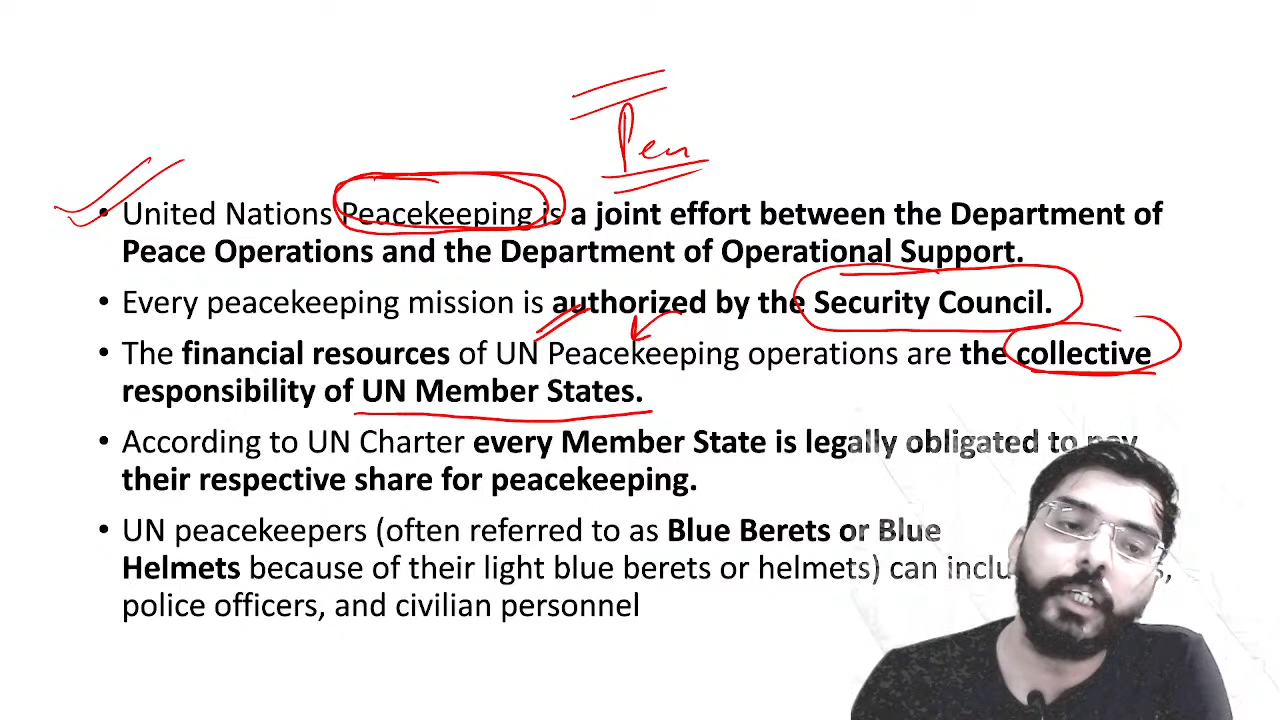 Pen
• United Nations Peacekeeping is a joint effort between the Department of
Peace Operations and the Department of Operational Support.
• Every peacekeeping mission is authorized by the Security Council.
• The financial resources of UN Peacekeeping operations are the collective
responsibility of UN Member States.
• According to UN Charter every Member State is legally obligated to pay
their respective share for peacekeeping.
• UN peacekeepers (often referred to as Blue Berets or Blue
Helmets because of their light blue berets or helmets) can
police officers, and civilian personnel